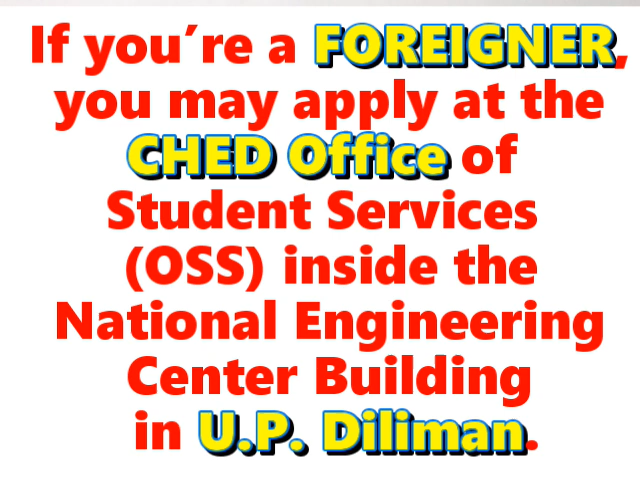 If you´re a FOREIGNER,
you may apply at the
CHED Office of
Student Services
(OSS) inside the
National Engineering
Center Building
in U.P. Diliman.